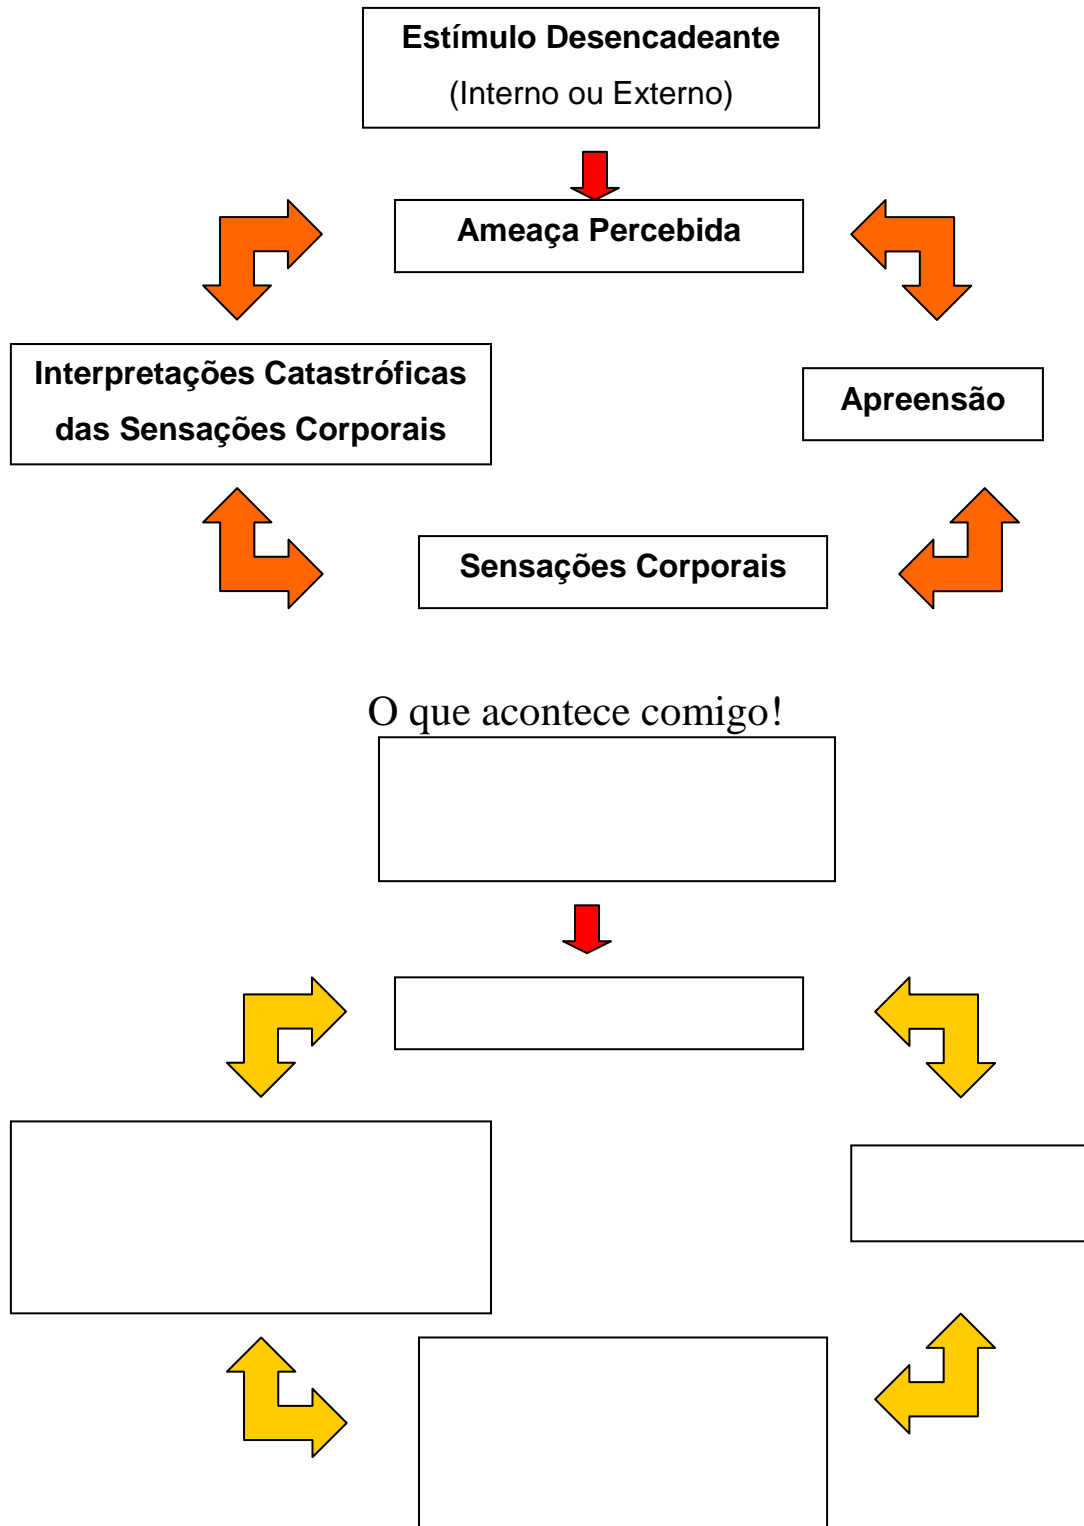 Estímulo Desencadeante
(Interno ou Externo)
Ameaça Percebida
Interpretações Catastróficas
das Sensações Corporais
Apreensão
Sensações Corporais
O que acontece comigo!